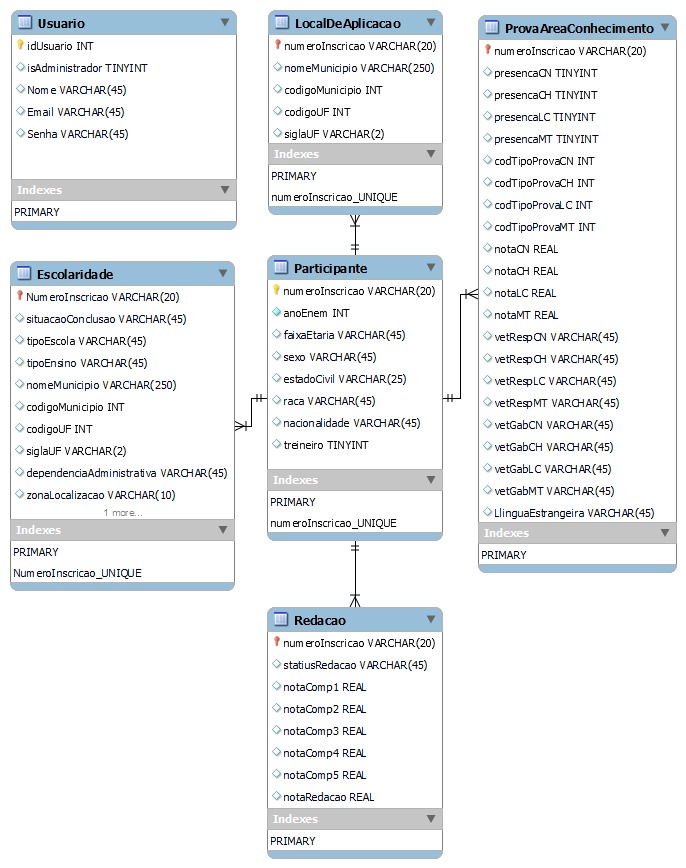 Usuario
idUsuario INT
isAdministrador TINYINT
Nome VARCHAR(45)
Email VARCHAR(45)
Senha VARCHAR(45)
Indexes
PRIMARY
LocalDeAplicacao
numeroInscricao VARCHAR(20)
nomeMunicipio VARCHAR(250)
codigoMunicipio INT
codigoUF INT
siglaUF VARCHAR(2)
Indexes
PRIMARY
numeroInscricao_UNIQUE
ProvaAreaConhecimento
numeroInscricao VARCHAR(20)
presencaCN TINYINT
presencaCH TINYINT
presencaLC TINYINT
presencaMT TINYINT
codTipoProvaCN INT
codTipoProvaCH INT
codTipoProvaLC INT
codTipoProvaMT INT
notaCN REAL
notaCH REAL
notaLC REAL
notaMT REAL
vetRespCN VARCHAR(45)
vetRespCH VARCHAR(45)
vetRespLC VARCHAR(45)
vetRespMT VARCHAR(45)
vetGabCN VARCHAR(45)
vetGabCH VARCHAR(45)
vetGabLC VARCHAR(45)
vetGabMT VARCHAR(45)
LlinguaEstrangeira VARCHAR(45)
Indexes
PRIMARY
Escolaridade
NumeroInscricao VARCHAR(20)
situacaoConclusao VARCHAR(45)
tipoEscola VARCHAR(45)
tipoEnsino VARCHAR(45)
nomeMunicipio VARCHAR(250)
codigoMunicipio INT
codigoUF INT
siglaUF VARCHAR(2)
dependenciaAdministrativa VARCHAR(45)
zonaLocalizacao VARCHAR(10)
1 more...
Indexes
PRIMARY
NumeroInscricao_UNIQUE
Participante
numeroInscricao VARCHAR(20)
anoEnem INT
faixaEtaria VARCHAR(45)
sexo VARCHAR(45)
estadoCivil VARCHAR(25)
raca VARCHAR(45)
nacionalidade VARCHAR(45)
treineiro TINYINT
Indexes
PRIMARY
numeroInscricao_UNIQUE
Redacao
numeroInscricao VARCHAR(20)
statiusRedacao VARCHAR(45)
notaComp1 REAL
notaComp2 REAL
notaComp3 REAL
notaComp4 REAL
notaComp5 REAL
notaRedacao REAL
Indexes
PRIMARY